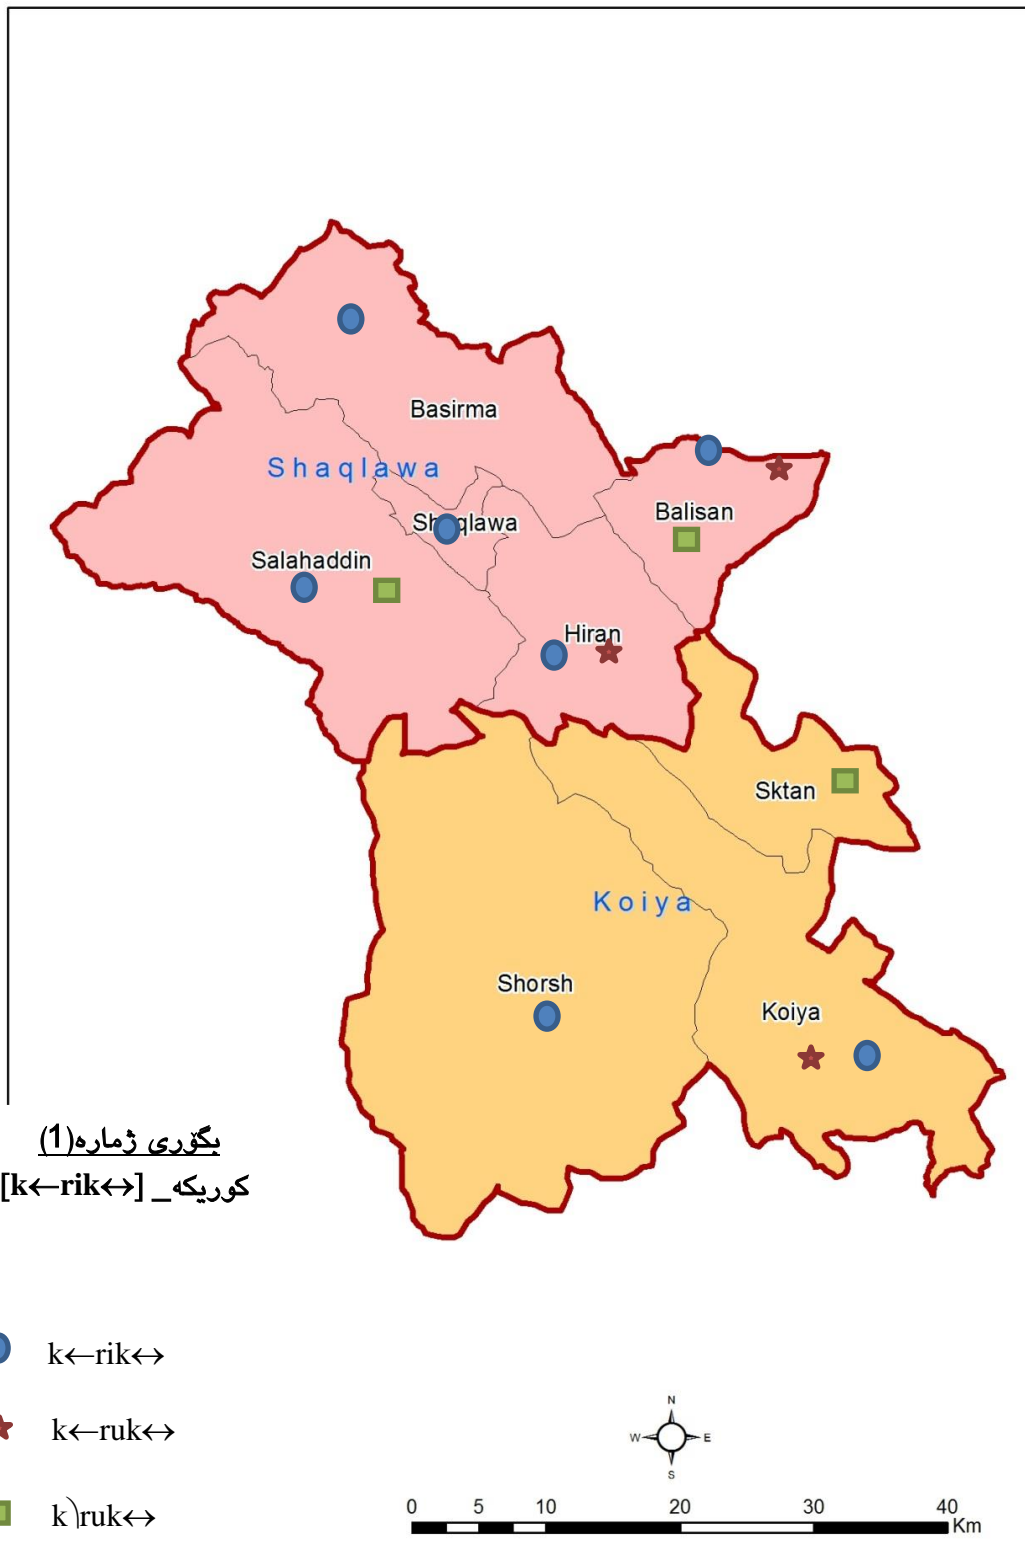 Basirma
Shaqlawa
Balisan
Shaqlawa
Salahaddin
Hiran
Sktan
Koiya
Shorsh
Koiya
بگۆری ژماره(1)
كوریكه_ [k←rik↔]
k←rik↔
k←ruk↔
k⁆ruk↔
N
W E
S
0 5 10 20 30 40
Km